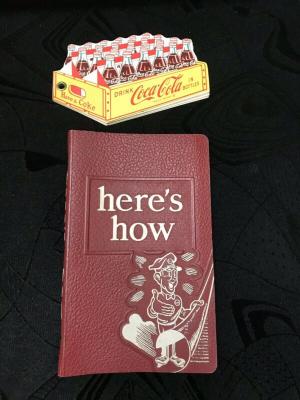 DRINK Coca-Cola IN
BOTTLES
Have a Coke
here's
how